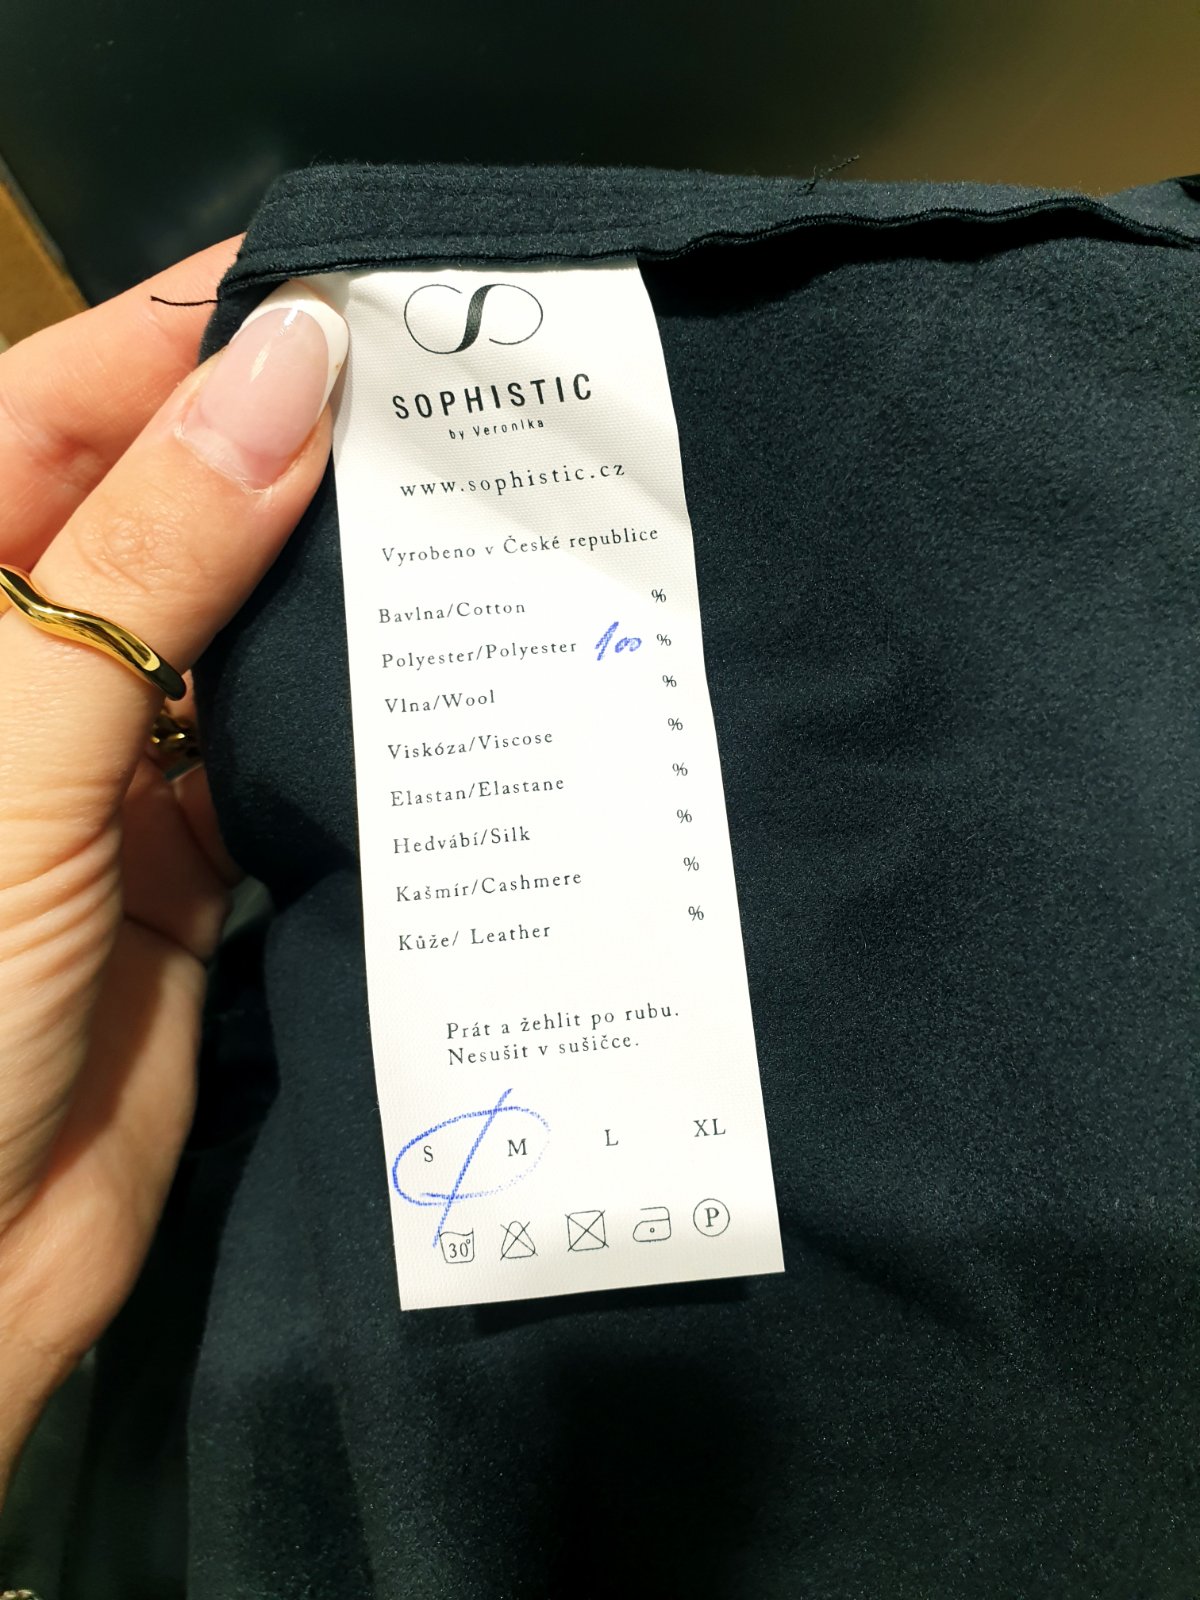 SOPHISTIC
by Veronika
www.sophistic.cz
Vyrobeno v České republice
Bavlna/Cotton %
Polyester/Polyester 100 %
Vlna/Wool %
Viskóza/Viscose %
Elastan/Elastane %
Hedvábí/Silk %
Kašmír/Cashmere %
Kůže/ Leather %
Prát a žehlit po rubu.
Nesušit v sušičce.
S / M L XL
30° P